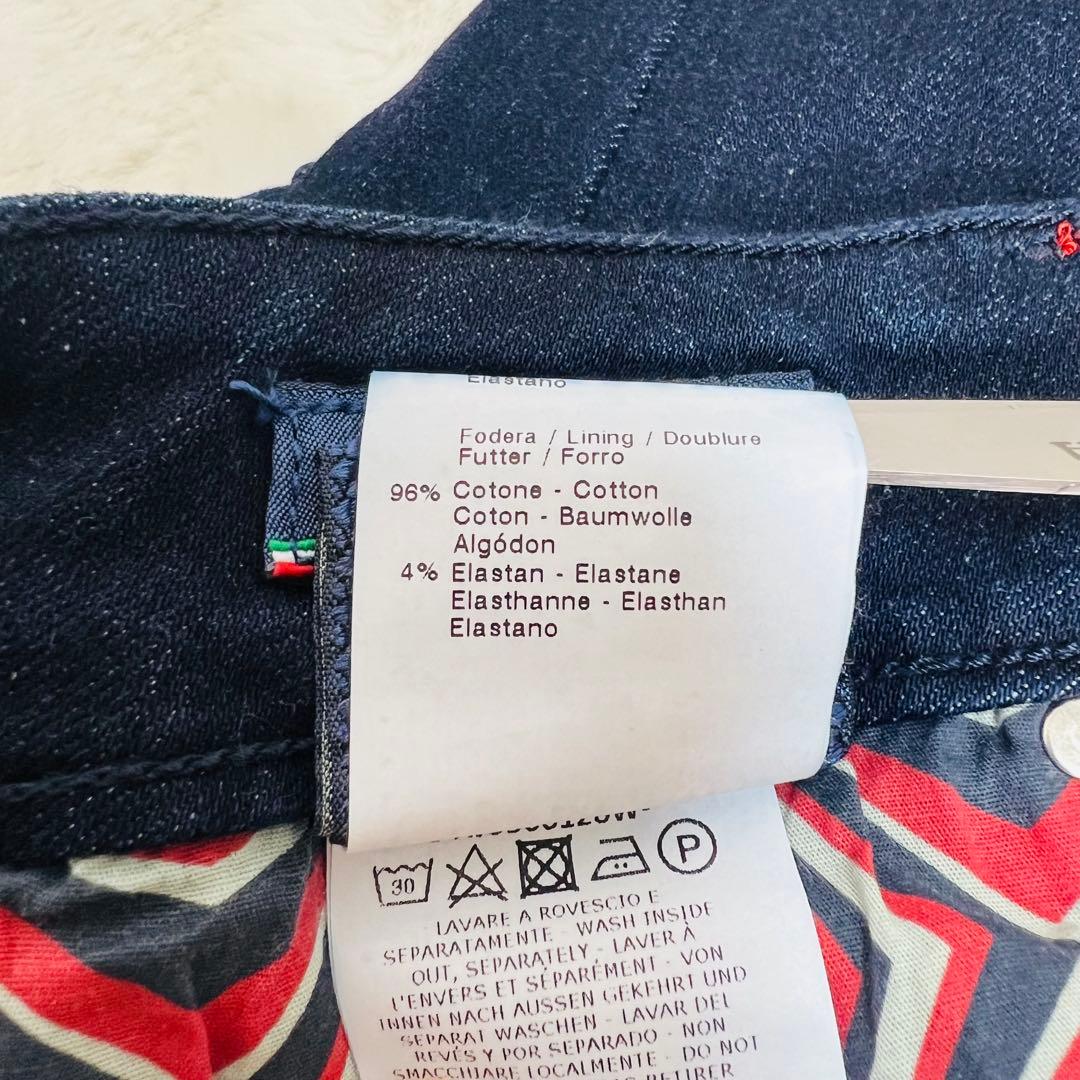 Elastano
Fodera / Lining / Doublure
Futter / Forro
96% Cotone - Cotton
Coton - Baumwolle
Algódon
4% Elastan - Elastane
Elasthanne - Elasthan
Elastano
30
P
LAVARE A ROVESCIO E
SEPARATAMENTE - WASH INSIDE
OUT, SEPARATELY - LAVER À
L'ENVERS ET SÉPARÉMENT - VON
INNEN NACH AUSSEN GEKEHRT UND
SEPARAT WASCHEN - LAVAR DEL
REVÉS Y POR SEPARADO - NON
SMACCHIARE LOCALMENTE - DO NOT
RETIRER